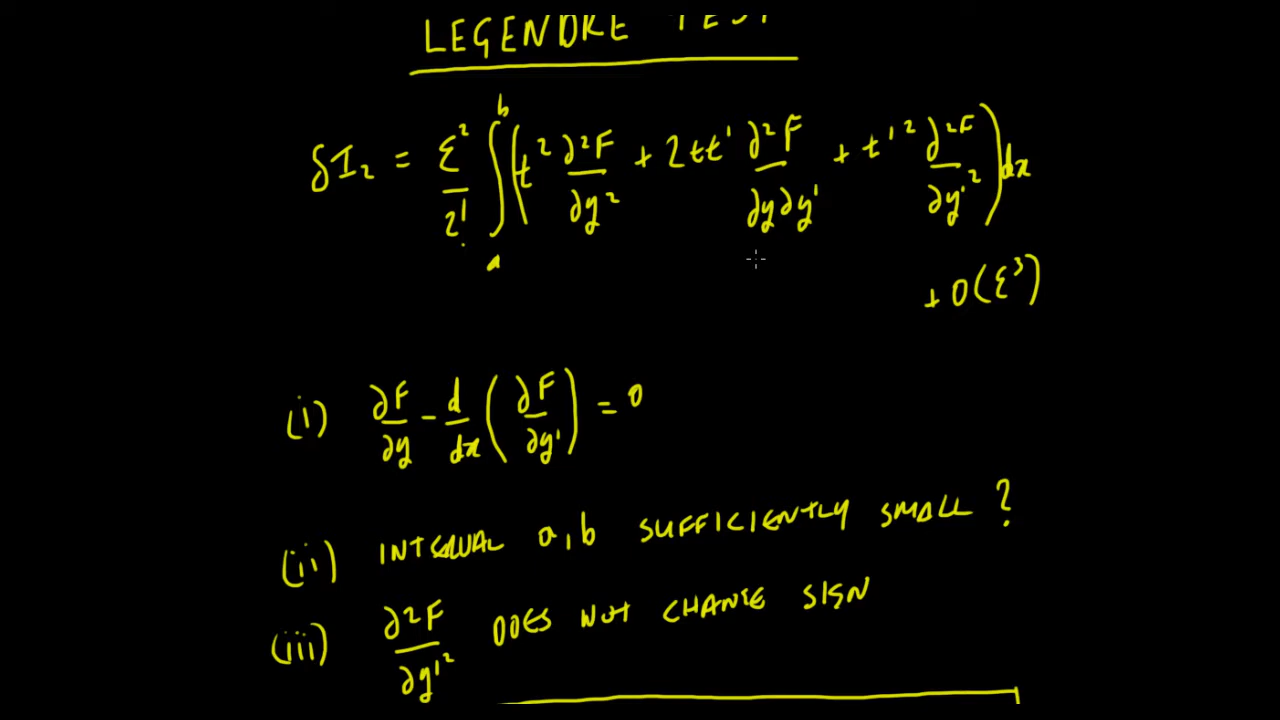 LEGENDRE TEST
δI₂ = ε²/2! ∫ₐᵇ (t² ∂²F/∂y² + 2tt' ∂²F/∂y∂y' + t'² ∂²F/∂y'²) dx
+ O(ε³)
(i) ∂F/∂y − d/dx (∂F/∂y') = 0
(ii) INTERVAL a, b SUFFICIENTLY SMALL ?
(iii) ∂²F/∂y'² DOES NOT CHANGE SIGN